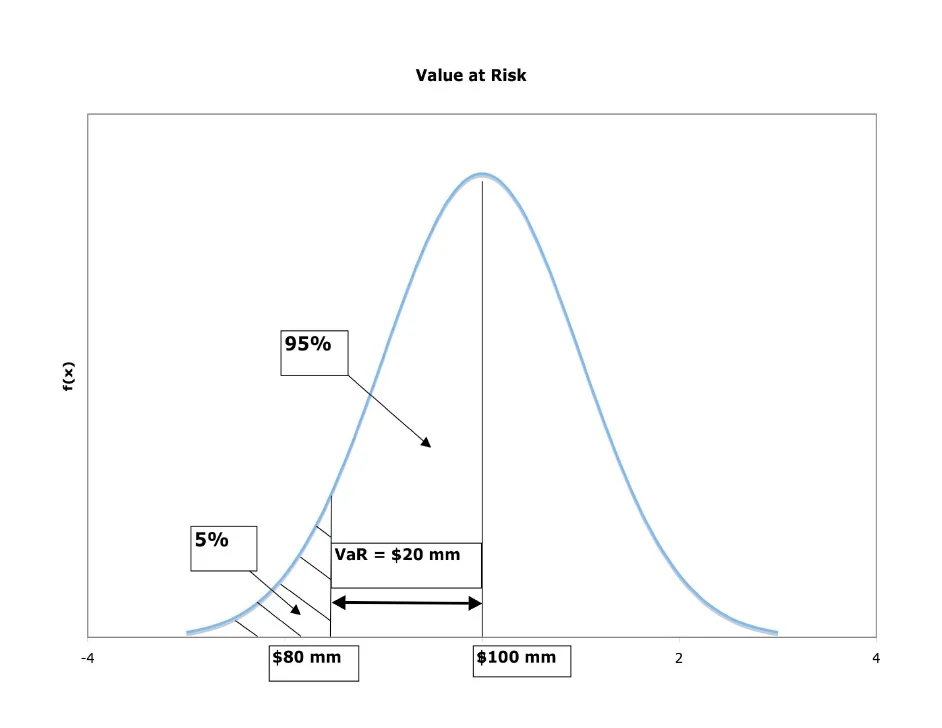 Value at Risk
f(x)
95%
5%
VaR = $20 mm
-4
$80 mm
$100 mm
2
4